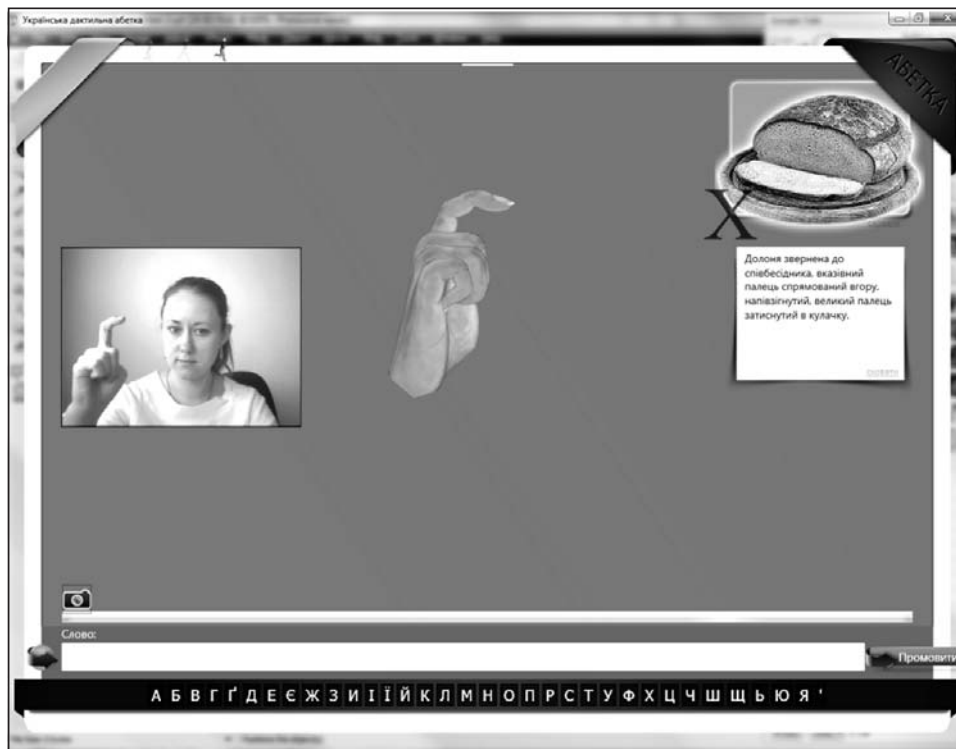 Українська дактильна абетка
АБЕТКА
Х
Долоня звернена до
співбесідника, вказівний
палець спрямований вгору,
напівзігнутий, великий палець
затиснутий в кулачку.
Слово:
Промовити
А Б В Г Ґ Д Е Є Ж З И І Ї Й К Л М Н О П Р С Т У Ф Х Ц Ч Ш Щ Ь Ю Я '